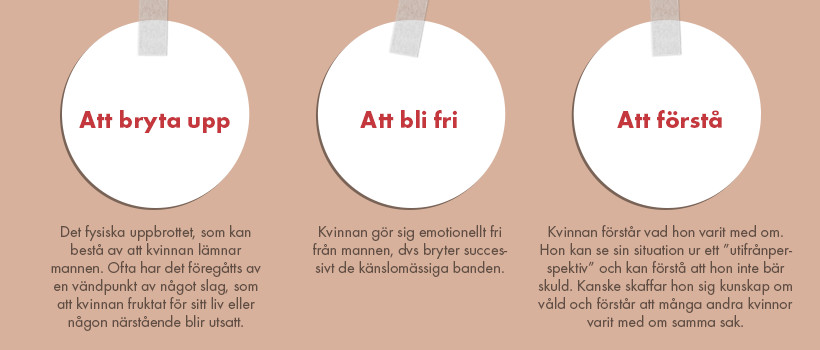 Att bryta upp
Det fysiska uppbrottet, som kan
bestå av att kvinnan lämnar
mannen. Ofta har det föregåtts av
en vändpunkt av något slag, som
att kvinnan fruktat för sitt liv eller
någon närstående blir utsatt.
Att bli fri
Kvinnan gör sig emotionellt fri
från mannen, dvs bryter succes-
sivt de känslomässiga banden.
Att förstå
Kvinnan förstår vad hon varit med om.
Hon kan se sin situation ur ett ”utifrånper-
spektiv” och kan förstå att hon inte bär
skuld. Kanske skaffar hon sig kunskap om
våld och förstår att många andra kvinnor
varit med om samma sak.